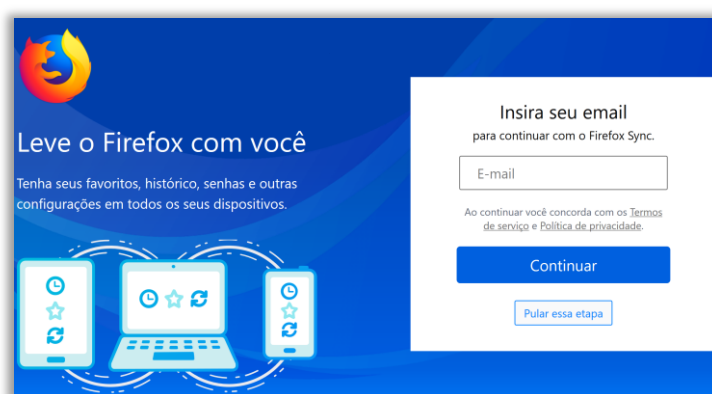 Leve o Firefox com você
Tenha seus favoritos, histórico, senhas e outras
configurações em todos os seus dispositivos.
Insira seu email
para continuar com o Firefox Sync.
E-mail
Ao continuar você concorda com os Termos
de serviço e Política de privacidade.
Continuar
Pular essa etapa